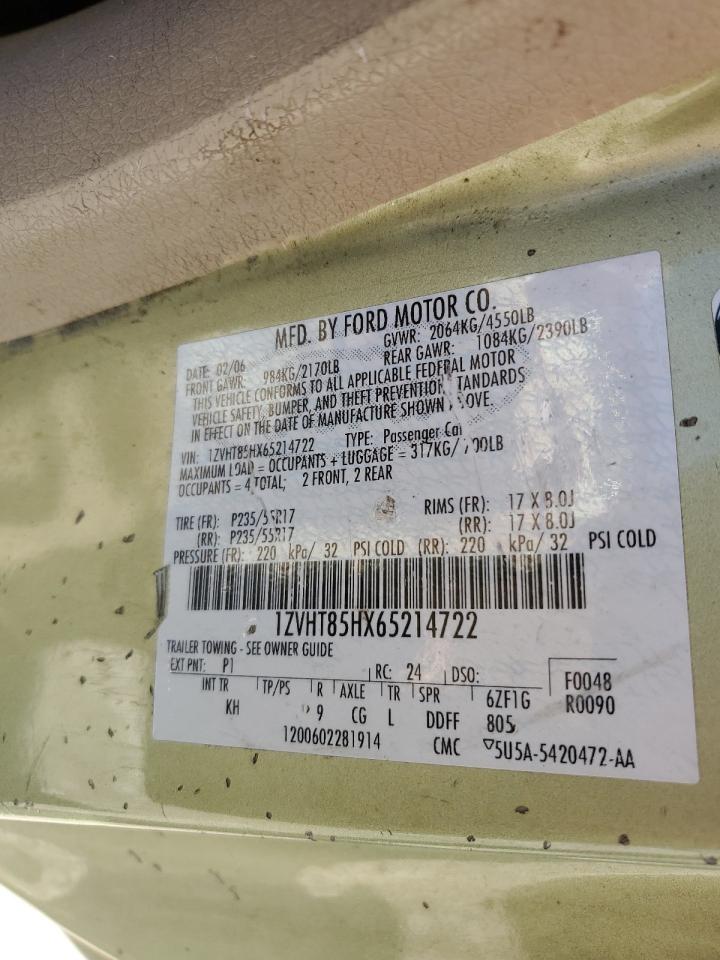 MFD. BY FORD MOTOR CO.
DATE: 02/06 GVWR: 2064KG/4550LB
FRONT GAWR: 984KG/2170LB REAR GAWR: 1084KG/2390LB
THIS VEHICLE CONFORMS TO ALL APPLICABLE FEDERAL MOTOR
VEHICLE SAFETY, BUMPER, AND THEFT PREVENTION TANDARDS
IN EFFECT ON THE DATE OF MANUFACTURE SHOWN OVE.
VIN: 1ZVHT85HX65214722 TYPE: Passenger Ca
MAXIMUM LOAD = OCCUPANTS + LUGGAGE = 317KG/ 00LB
OCCUPANTS = 4 TOTAL; 2 FRONT, 2 REAR
TIRE (FR): P235/55R17 RIMS (FR): 17 X 8.0J
(RR): P235/55R17 (RR): 17 X 8.0J
PRESSURE (FR): 220 kPa/ 32 PSI COLD (RR): 220 kPa/ 32 PSI COLD
1ZVHT85HX65214722
TRAILER TOWING - SEE OWNER GUIDE
EXT PNT: P1 RC: 24 DSO: F0048
INT TR TP/PS R AXLE TR SPR 6ZF1G R0090
KH 9 CG L DDFF 805
1200602281914 CMC ▽5U5A-5420472-AA